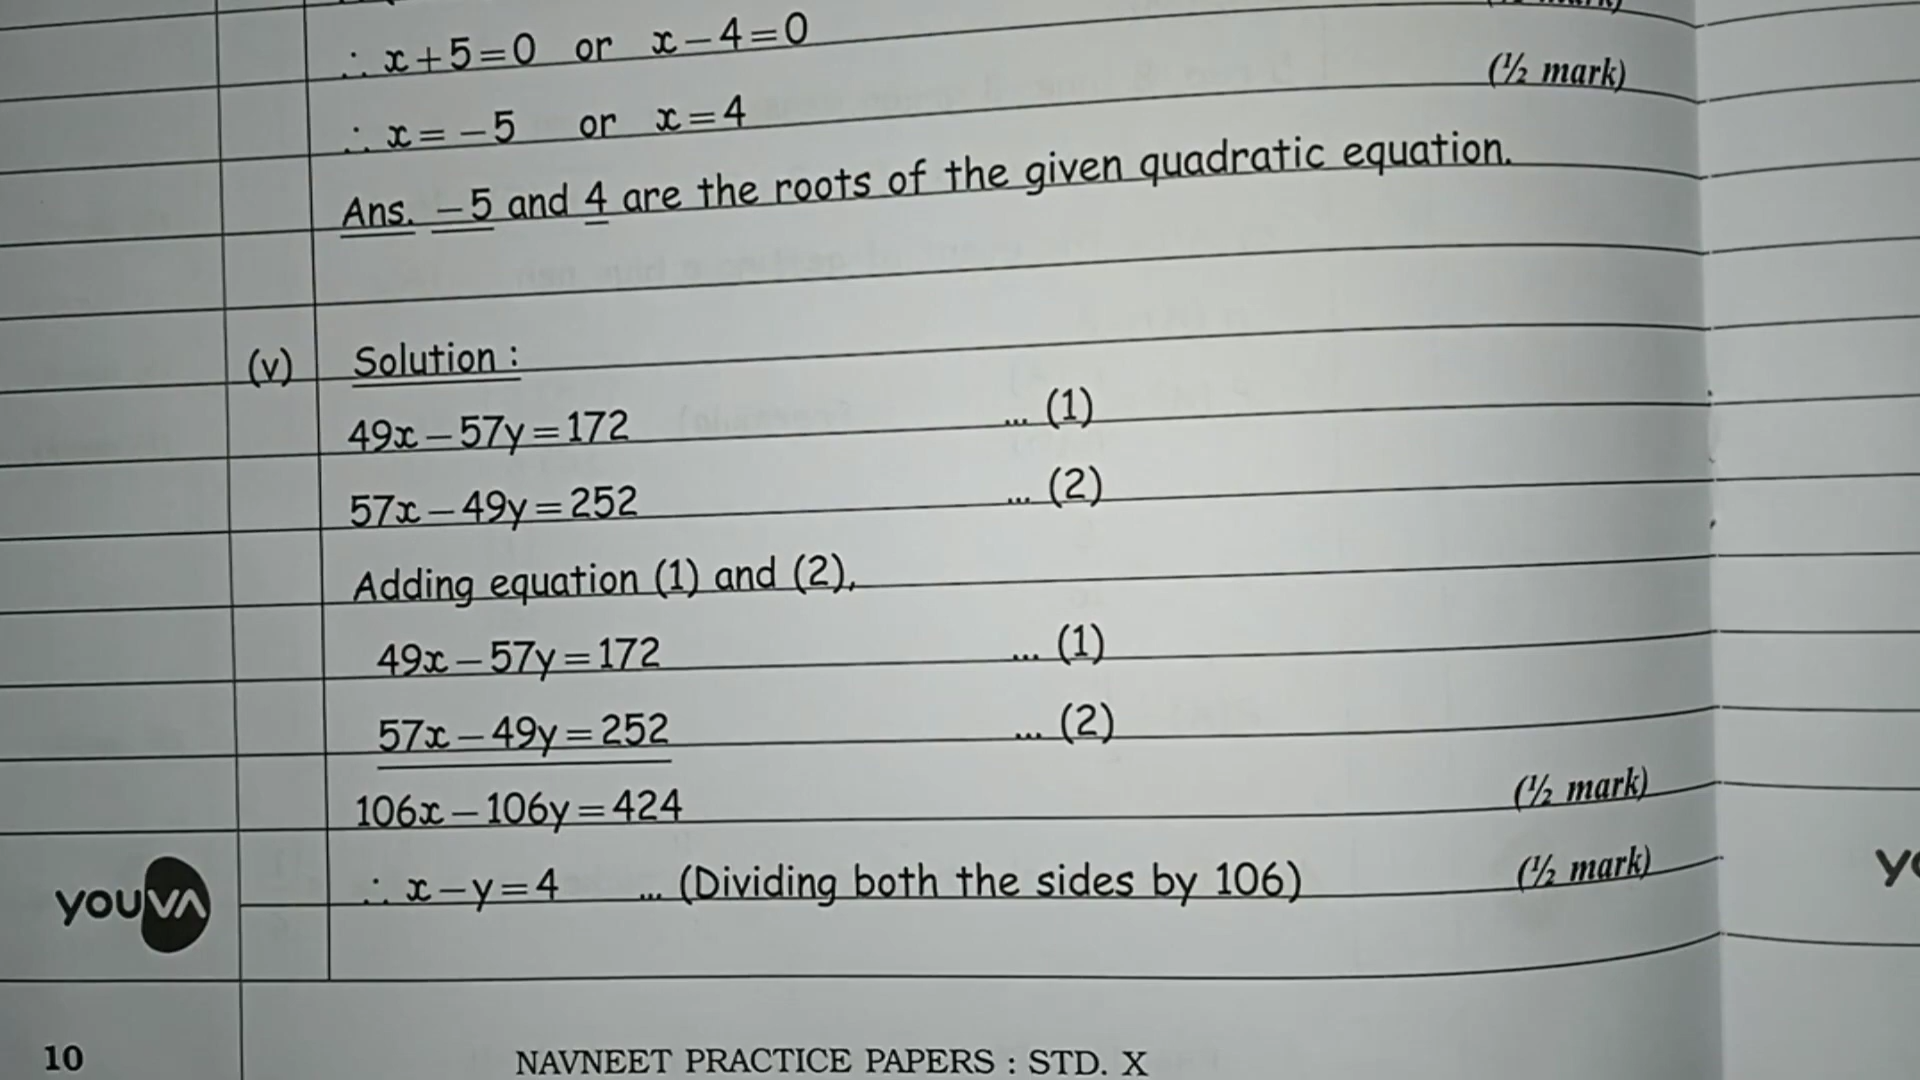 ∴ x+5=0 or x−4=0
∴ x=−5 or x=4
(½ mark)
Ans. −5 and 4 are the roots of the given quadratic equation.
(v) Solution :
49x−57y=172 ... (1)
57x−49y=252 ... (2)
Adding equation (1) and (2),
49x−57y=172 ... (1)
57x−49y=252 ... (2)
106x−106y=424 (½ mark)
∴ x−y=4 ... (Dividing both the sides by 106) (½ mark)
youva
10 NAVNEET PRACTICE PAPERS : STD. X